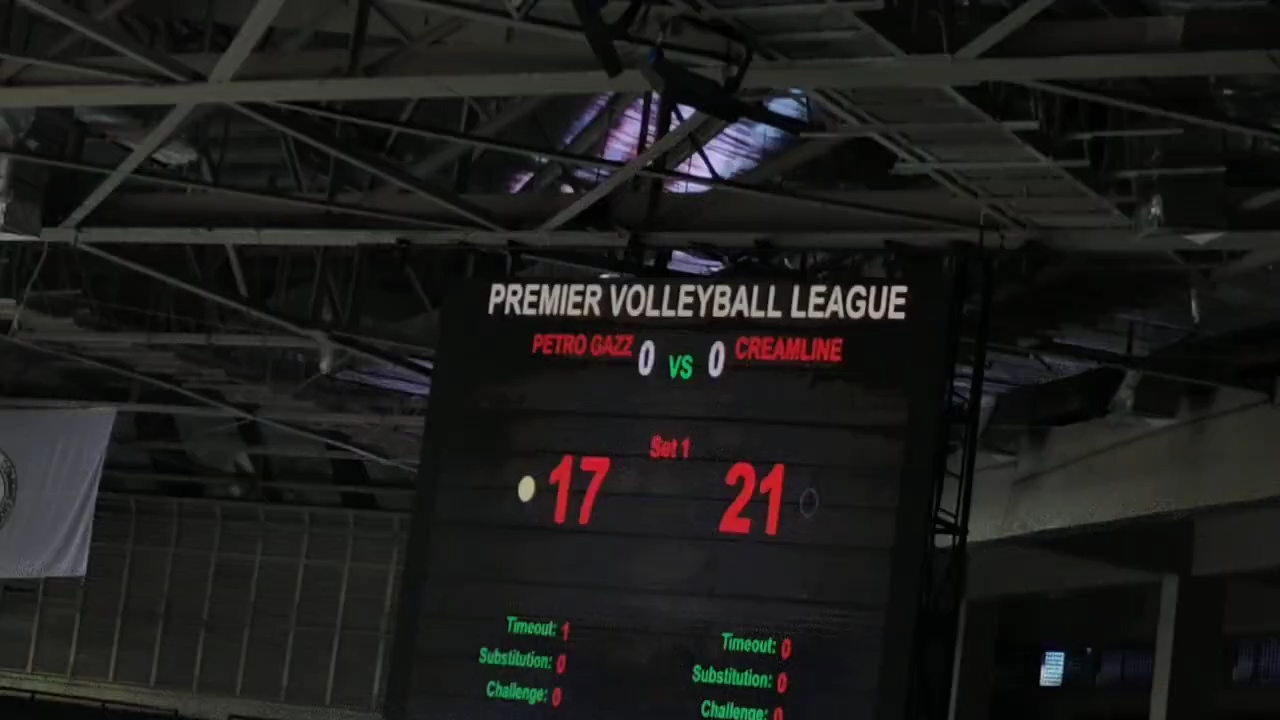 PREMIER VOLLEYBALL LEAGUE
PETRO GAZZ 0 VS 0 CREAMLINE
Set 1
17 21
Timeout: 1 Timeout: 0
Substitution: 0 Substitution: 0
Challenge: 0 Challenge: 0